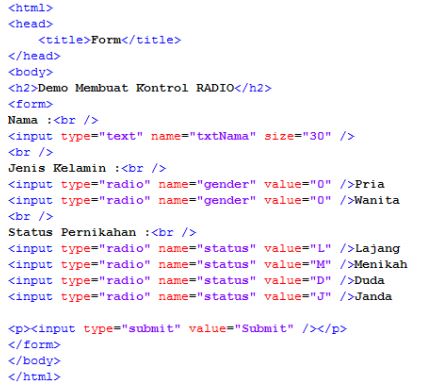 <html>
<head>
<title>Form</title>
</head>
<body>
<h2>Demo Membuat Kontrol RADIO</h2>
<form>
Nama :<br />
<input type="text" name="txtNama" size="30" />
<br />
Jenis Kelamin :<br />
<input type="radio" name="gender" value="0" />Pria
<input type="radio" name="gender" value="0" />Wanita
<br />
Status Pernikahan :<br />
<input type="radio" name="status" value="L" />Lajang
<input type="radio" name="status" value="M" />Menikah
<input type="radio" name="status" value="D" />Duda
<input type="radio" name="status" value="J" />Janda
<p><input type="submit" value="Submit" /></p>
</form>
</body>
</html>